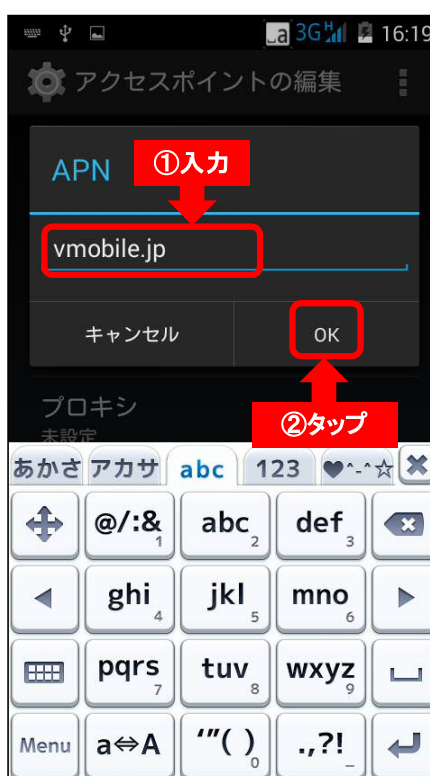 a 3G H 16:19
アクセスポイントの編集
APN
①入力
vmobile.jp
キャンセル
OK
プロキシ
未設定
②タップ
あかさ アカサ abc 123 ♥^-^☆
@/:& 1 abc 2 def 3
ghi 4 jkl 5 mno 6
pqrs 7 tuv 8 wxyz 9
Menu a⇔A '"( ) 0 .,?! _